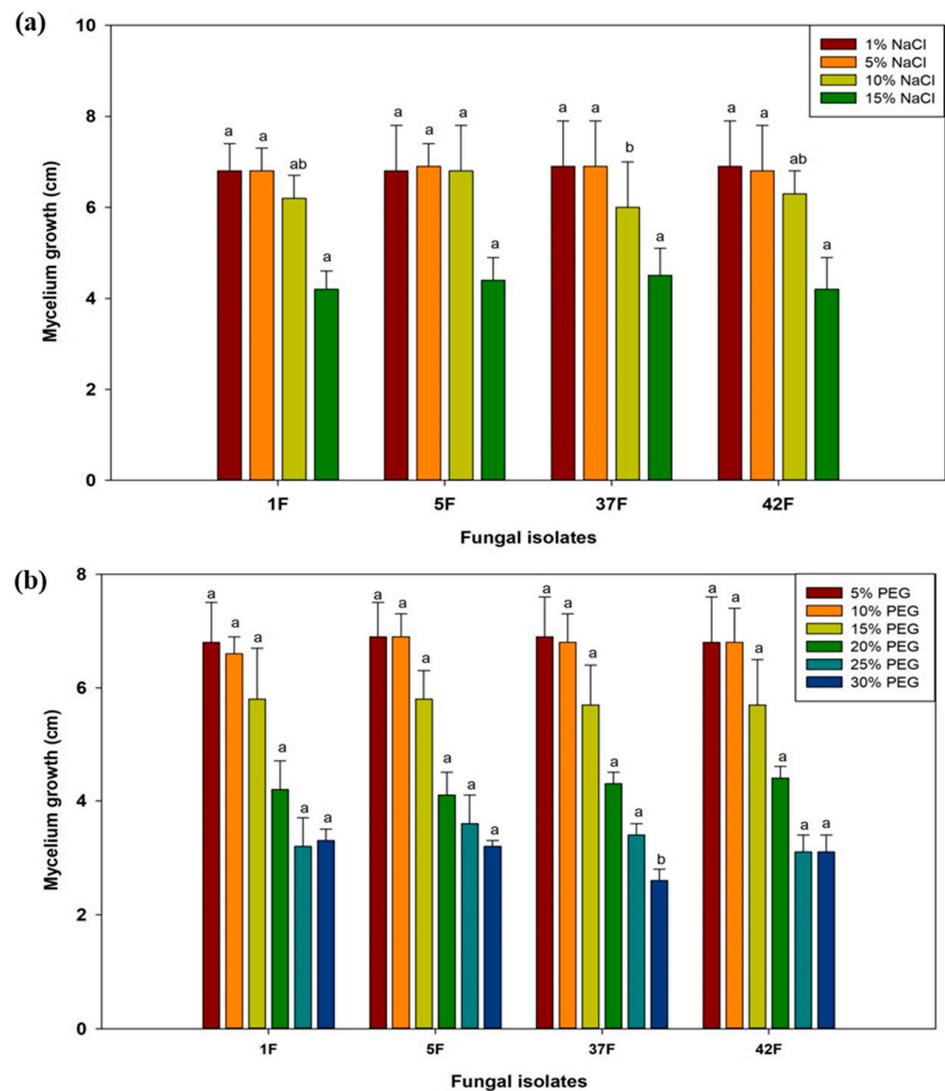 (a)
10
8
6
4
2
0
Mycelium growth (cm)
1% NaCl
5% NaCl
10% NaCl
15% NaCl
a a ab a
a a a a
a a b a
a a ab a
1F 5F 37F 42F
Fungal isolates
(b)
8
6
4
2
0
Mycelium growth (cm)
5% PEG
10% PEG
15% PEG
20% PEG
25% PEG
30% PEG
a a a a a a
a a a a a a
a a a a a b
a a a a a a
1F 5F 37F 42F
Fungal isolates